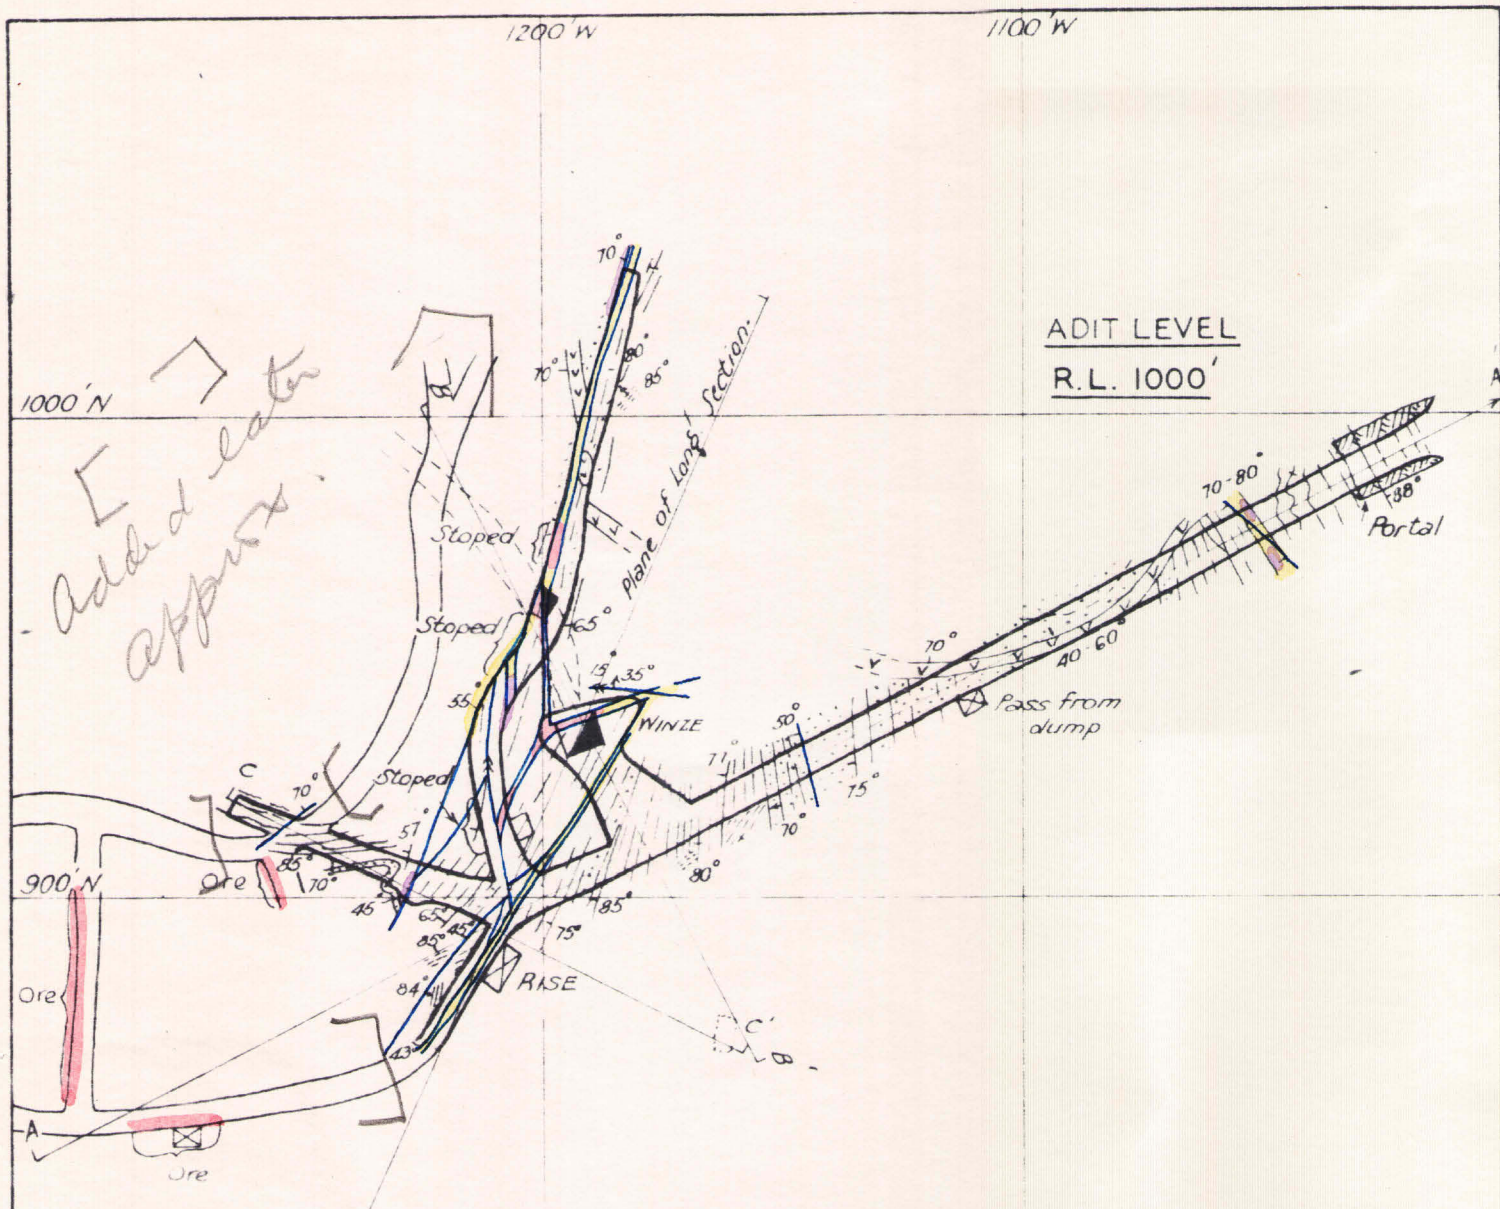 1200'W
1100'W
ADIT LEVEL
R.L. 1000'
1000'N
A
[ ] added later
approx.
70°
70°
80°
85°
Plane of Long Section.
70-80°
88°
Portal
Stoped
Stoped
65°
15°
35°
55°
WINZE
70°
40-60°
Pass from
dump
50°
71°
75°
70°
80°
C
70°
Stoped
57°
85°
70°
45°
65°
45°
85°
84°
43°
85°
75°
900'N
Ore
Ore
RISE
C'
B
A
Ore